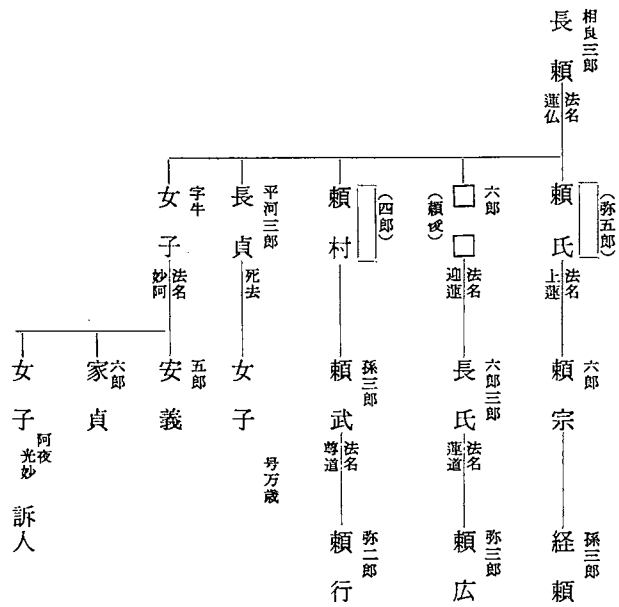 相良三郎
長頼
法名
蓮仏
(弥五郎)
頼氏
法名
上蓮
六郎
頼宗
孫三郎
経頼
六郎
□□
法名
迎蓮
六郎三郎
長氏
法名
蓮道
弥三郎
頼広
(四郎)
頼村
孫三郎
頼武
法名
尊道
弥二郎
頼行
平河三郎
長貞
死去
女子
号万歳
字牛
女子
法名
妙阿
五郎
安義
六郎
家貞
女子
阿夜
光妙
訴人